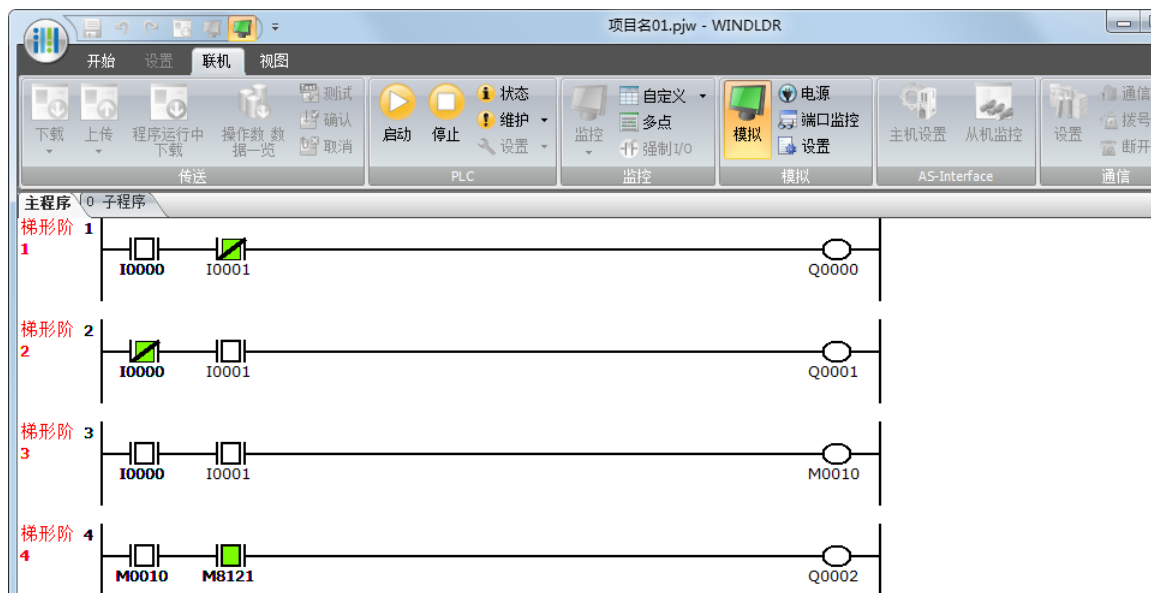 项目名01.pjw - WINDLDR
开始 设置 联机 视图
下载 上传 程序运行中下载 操作数 数据一览 测试 确认 取消
传送
启动 停止 状态 维护 设置
PLC
监控 自定义 多点 强制I/O
监控
模拟 电源 端口监控 设置
模拟
主机设置 从机监控
AS-Interface
设置 通信 拨号 断开
通信
主程序 0 子程序
梯形阶 1
1
I0000 I0001 Q0000
梯形阶 2
2
I0000 I0001 Q0001
梯形阶 3
3
I0000 I0001 M0010
梯形阶 4
4
M0010 M8121 Q0002